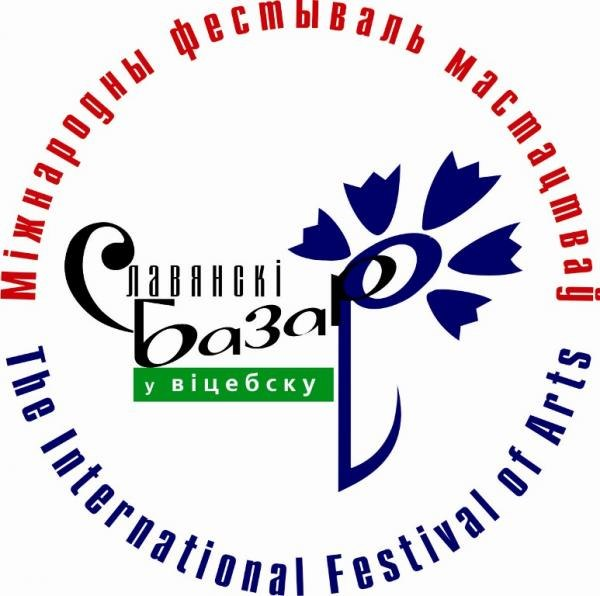 Міжнародны фестываль мастацтваў
Славянскі
Базар
у віцебску
The International Festival of Arts